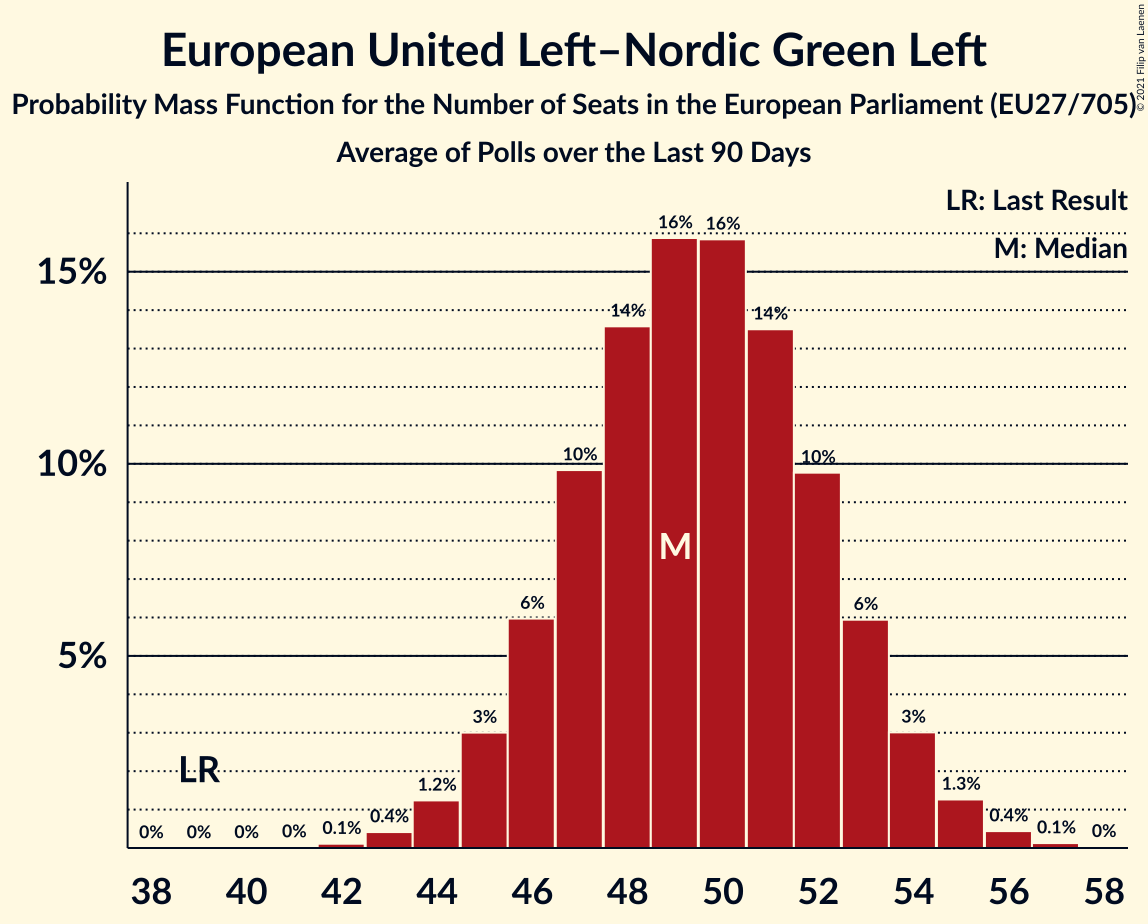 European United Left–Nordic Green Left
Probability Mass Function for the Number of Seats in the European Parliament (EU27/705)
Average of Polls over the Last 90 Days
© 2021 Filip van Laenen
LR: Last Result
M: Median
15%
10%
5%
0% 0% 0% 0% 0.1% 0.4% 1.2% 3% 6% 10% 14% 16% 16% 14% 10% 6% 3% 1.3% 0.4% 0.1% 0%
LR
M
38 40 42 44 46 48 50 52 54 56 58